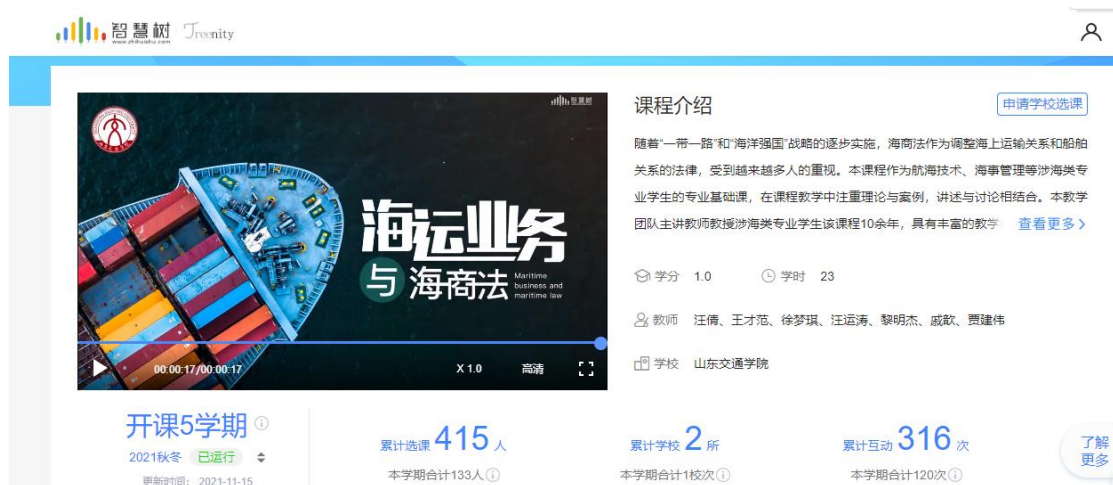 智慧树 Treenity
www.zhihuishu.com
智慧树
海运业务
与海商法
Maritime
business and
maritime law
00:00:17/00:00:17 X 1.0 高清
课程介绍 申请学校选课
随着“一带一路”和“海洋强国”战略的逐步实施，海商法作为调整海上运输关系和船舶
关系的法律，受到越来越多人的重视。本课程作为航海技术、海事管理等涉海类专
业学生的专业基础课，在课程教学中注重理论与案例，讲述与讨论相结合。本教学
团队主讲教师教授涉海类专业学生该课程10余年，具有丰富的教学 查看更多
学分 1.0 学时 23
教师 汪倩、王才范、徐梦琪、汪运涛、黎明杰、戚歆、贾建伟
学校 山东交通学院
开课5学期
2021秋冬 已运行
更新时间： 2021-11-15
累计选课 415 人
本学期合计133人
累计学校 2 所
本学期合计1校次
累计互动 316 次
本学期合计120次
了解
更多